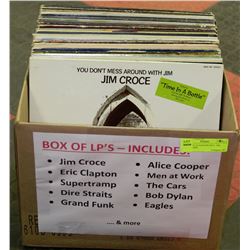 YOU DON'T MESS AROUND WITH JIM
JIM CROCE
"Time In A Bottle"
BOX OF LP'S – INCLUDES:
• Jim Croce
• Eric Clapton
• Supertramp
• Dire Straits
• Grand Funk
• Alice Cooper
• Men at Work
• The Cars
• Bob Dylan
• Eagles
.... & more